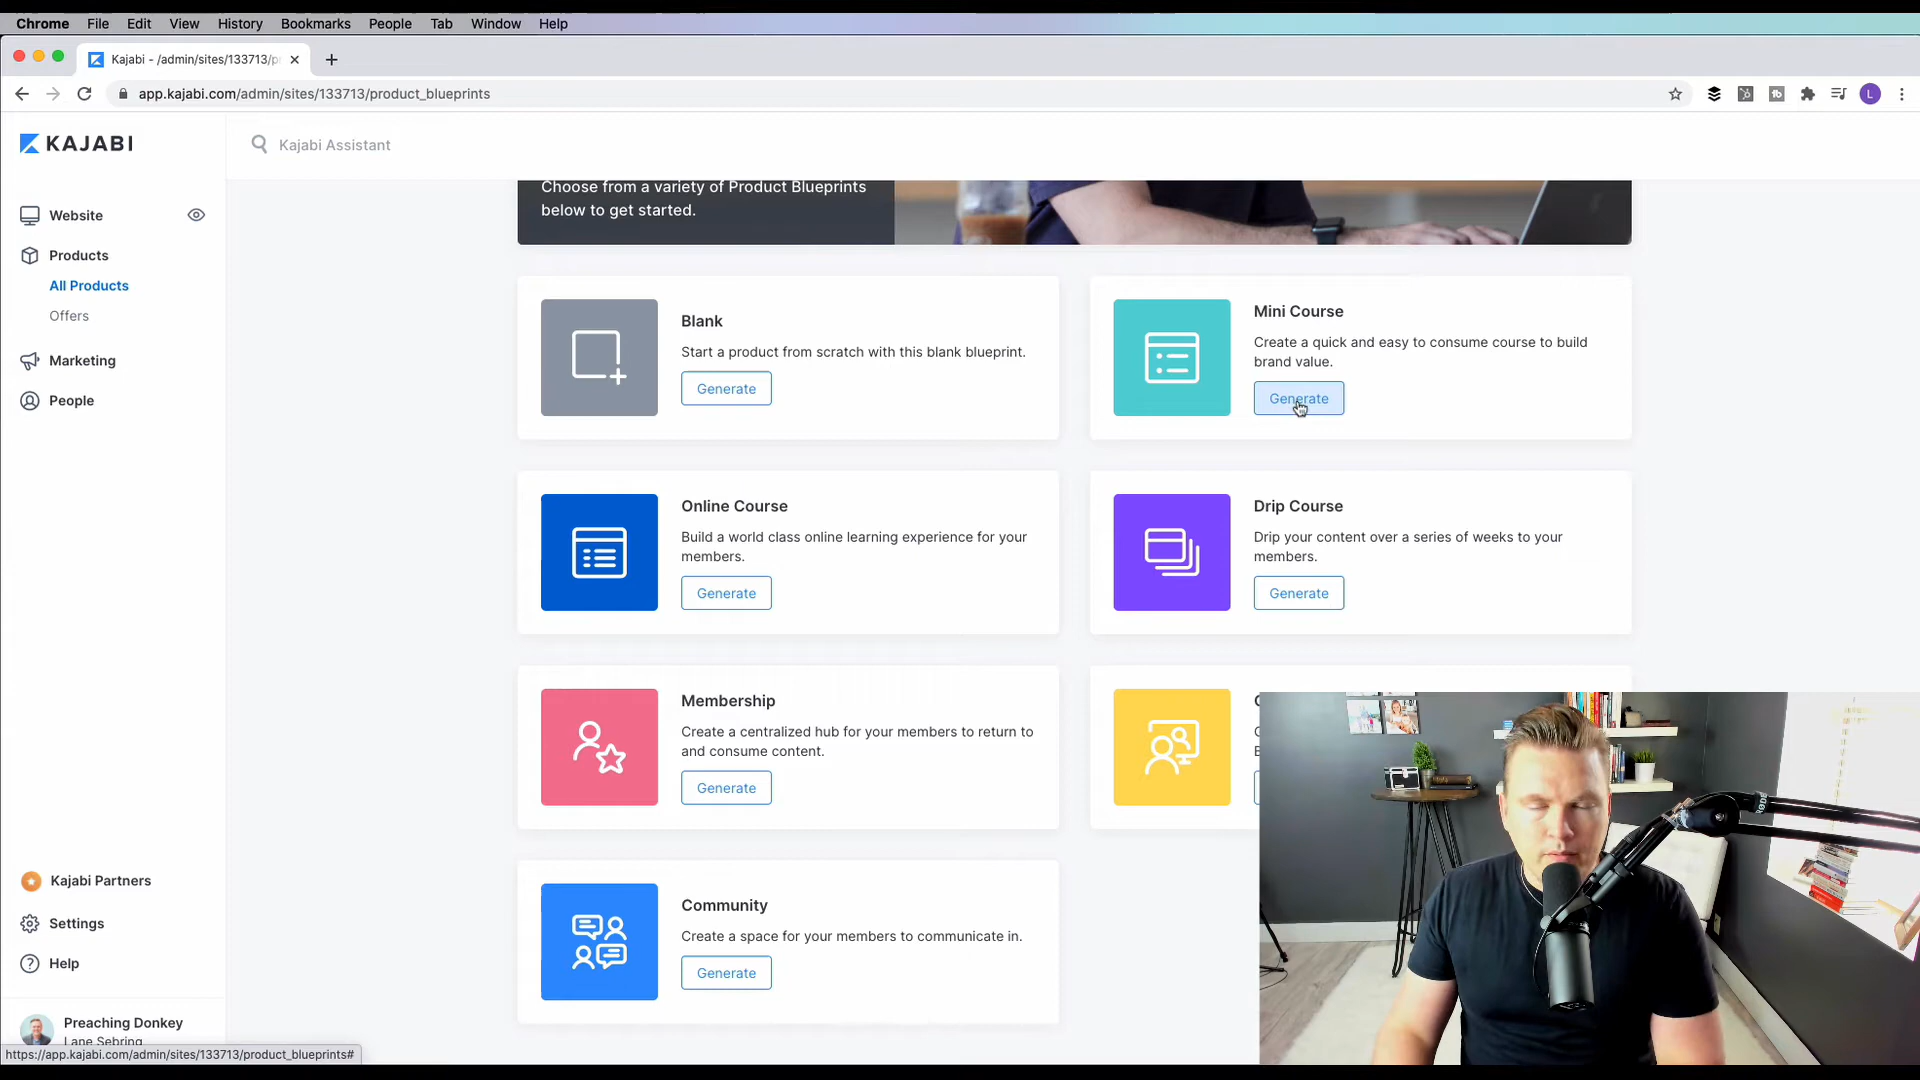 Chrome File Edit View History Bookmarks People Tab Window Help
Kajabi - /admin/sites/133713/p
app.kajabi.com/admin/sites/133713/product_blueprints
L
KAJABI
Kajabi Assistant
Website
Products
All Products
Offers
Marketing
People
Kajabi Partners
Settings
Help
Preaching Donkey
Lane Sebring
https://app.kajabi.com/admin/sites/133713/product_blueprints#
Choose from a variety of Product Blueprints
below to get started.
Blank
Start a product from scratch with this blank blueprint.
Generate
Mini Course
Create a quick and easy to consume course to build
brand value.
Generate
Online Course
Build a world class online learning experience for your
members.
Generate
Drip Course
Drip your content over a series of weeks to your
members.
Generate
Membership
Create a centralized hub for your members to return to
and consume content.
Generate
Community
Create a space for your members to communicate in.
Generate
RØDE